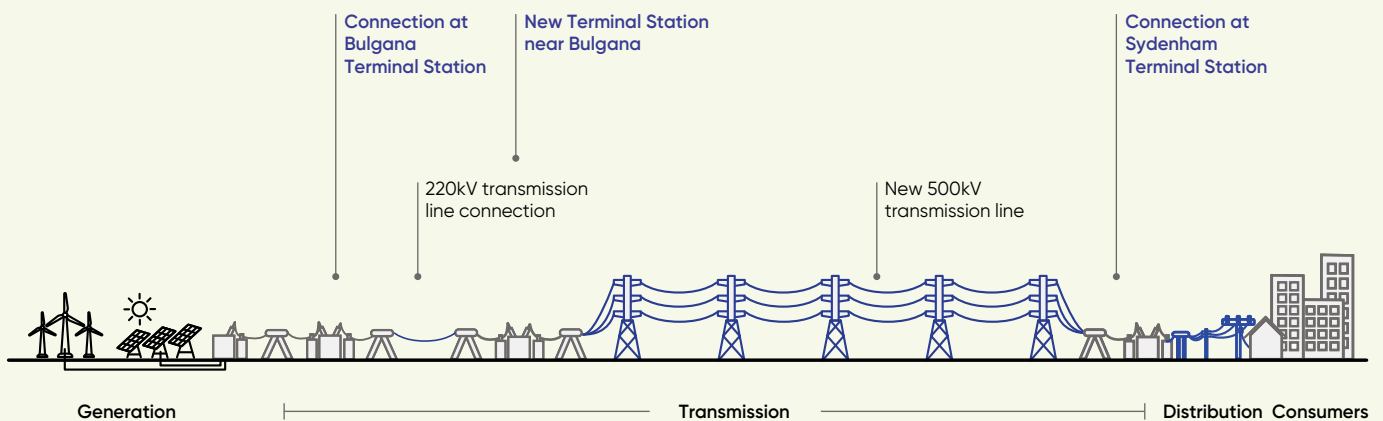 Connection at
Bulgana
Terminal Station
New Terminal Station
near Bulgana
Connection at
Sydenham
Terminal Station
220kV transmission
line connection
New 500kV
transmission line
Generation
Transmission
Distribution
Consumers